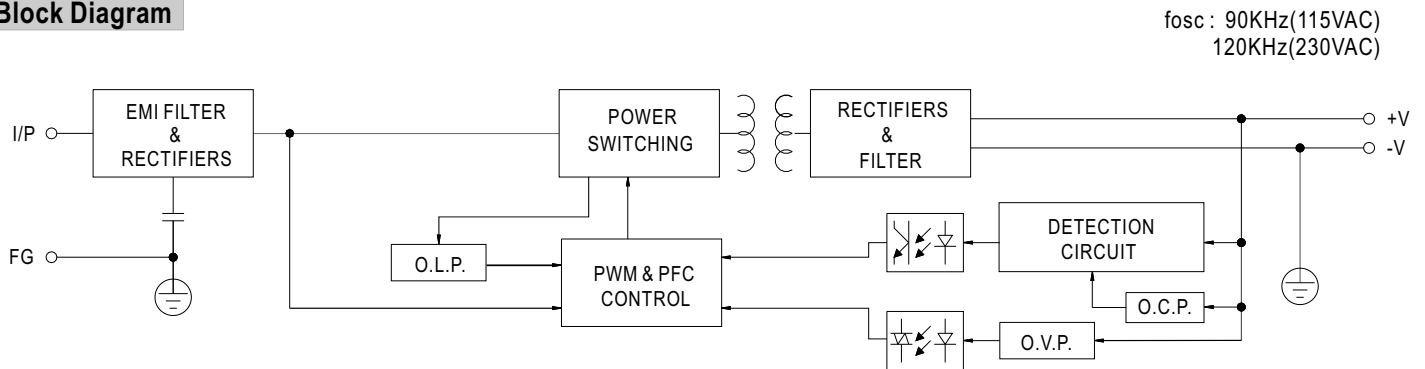 Block Diagram
fosc : 90KHz(115VAC)
120KHz(230VAC)
I/P
EMI FILTER
&
RECTIFIERS
POWER
SWITCHING
RECTIFIERS
&
FILTER
+V
-V
FG
O.L.P.
PWM & PFC
CONTROL
DETECTION
CIRCUIT
O.C.P.
O.V.P.